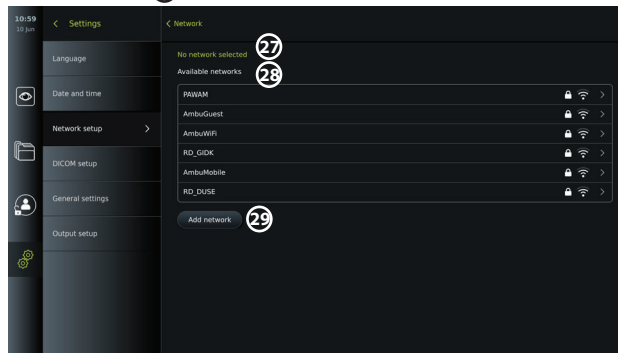 10:59
10 Jun
< Settings
< Network
Language
Date and time
Network setup >
DICOM setup
General settings
Output setup
No network selected 27
Available networks 28
PAWAM >
AmbuGuest >
AmbuWiFi >
RD_GIDK >
AmbuMobile >
RD_DUSE >
Add network 29